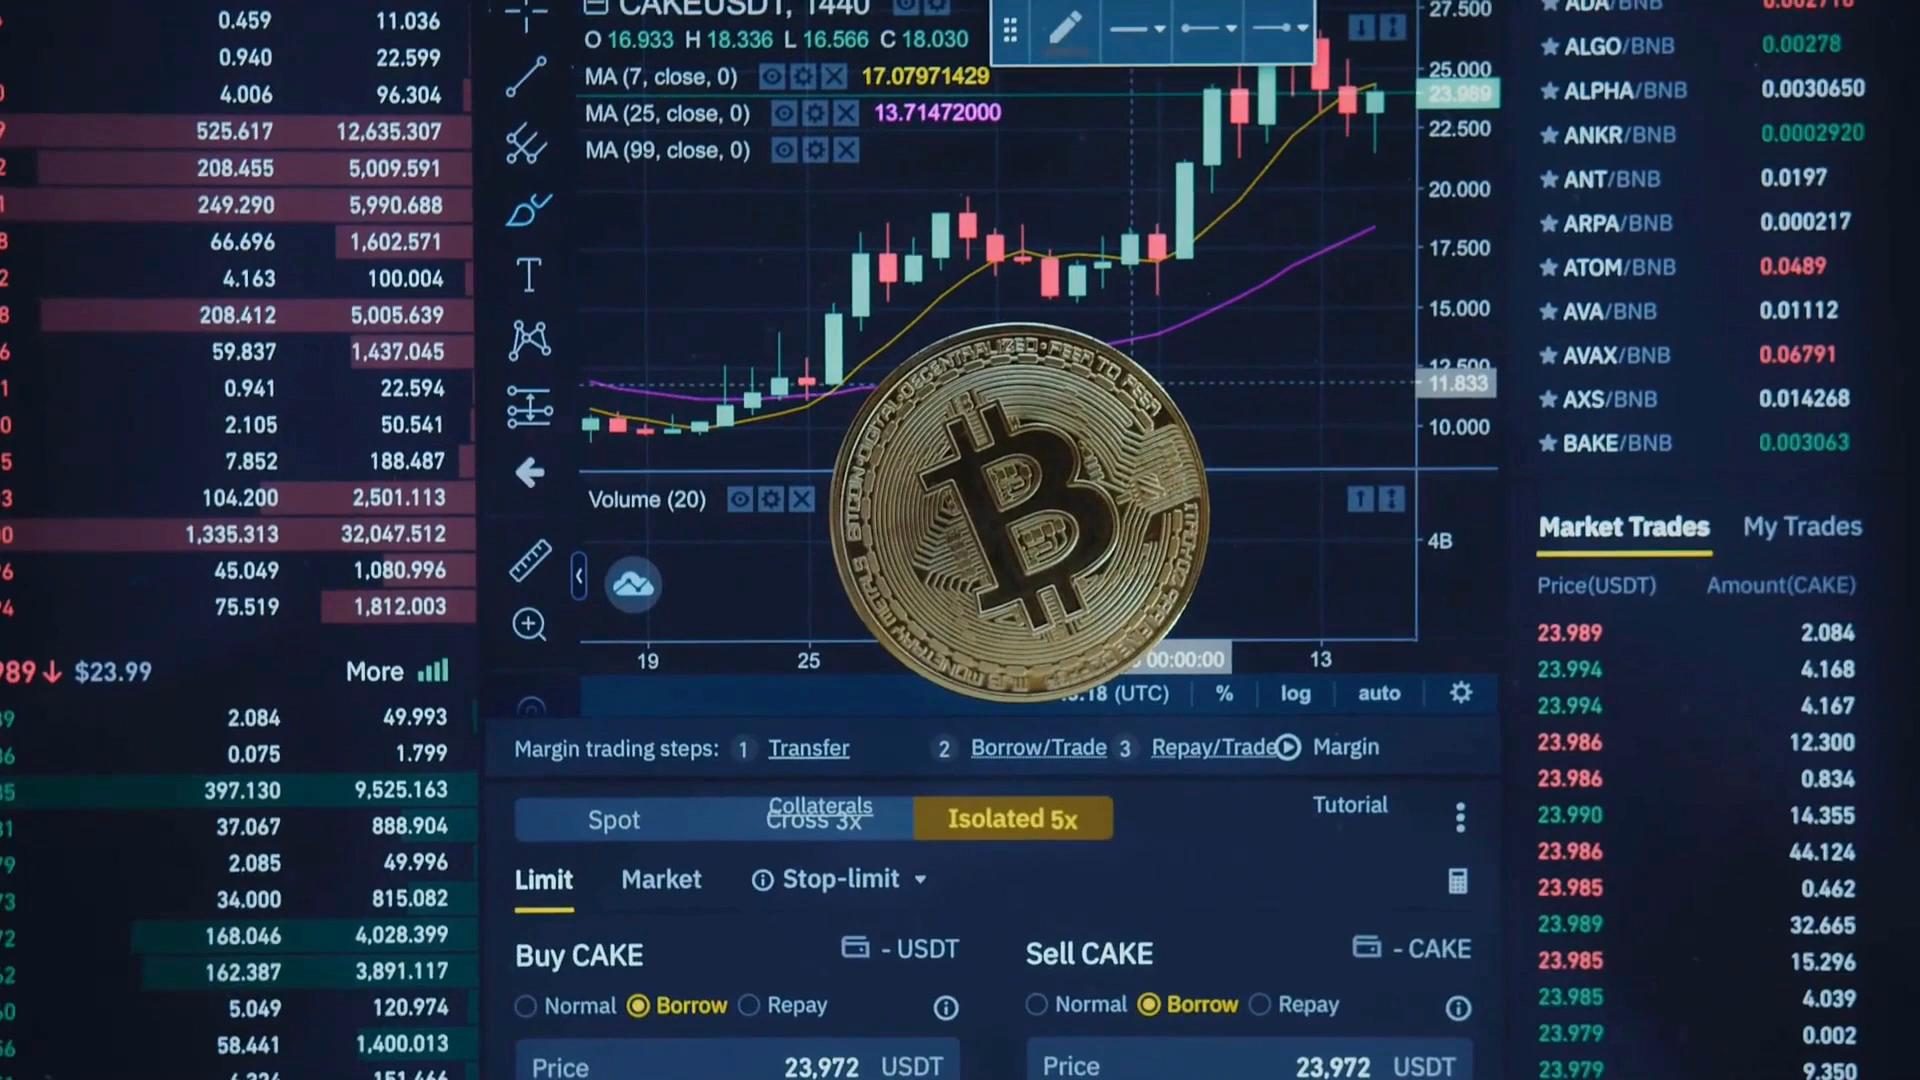 0.459 11.036
0.940 22.599
4.006 96.304
525.617 12,635.307
208.455 5,009.591
249.290 5,990.688
66.696 1,602.571
4.163 100.004
208.412 5,005.639
59.837 1,437.045
0.941 22.594
2.105 50.541
7.852 188.487
104.200 2,501.113
1,335.313 32,047.512
45.049 1,080.996
75.519 1,812.003
989 $23.99 More
2.084 49.993
0.075 1.799
397.130 9,525.163
37.067 888.904
2.085 49.996
34.000 815.082
168.046 4,028.399
162.387 3,891.117
5.049 120.974
58.441 1,400.013
CAKEUSDT, 1440
O 16.933 H 18.336 L 16.566 C 18.030
MA (7, close, 0) 17.07971429
MA (25, close, 0) 13.71472000
MA (99, close, 0)
27.500
25.000
23.989
22.500
20.000
17.500
15.000
12.500
11.833
10.000
Volume (20)
4B
19 25 00:00:00 13
BITCOIN·DIGITAL·DECENTRALIZED·PEER TO PEER
B
(UTC) % log auto
Margin trading steps: 1 Transfer 2 Borrow/Trade 3 Repay/Trade Margin
Collaterals
Tutorial
Spot Cross 3x Isolated 5x
Limit Market Stop-limit
Buy CAKE - USDT
Normal Borrow Repay
Price 23,972 USDT
Sell CAKE - CAKE
Normal Borrow Repay
Price 23,972 USDT
ADA/BNB
ALGO/BNB 0.00278
ALPHA/BNB 0.0030650
ANKR/BNB 0.0002920
ANT/BNB 0.0197
ARPA/BNB 0.000217
ATOM/BNB 0.0489
AVA/BNB 0.01112
AVAX/BNB 0.06791
AXS/BNB 0.014268
BAKE/BNB 0.003063
Market Trades My Trades
Price(USDT) Amount(CAKE)
23.989 2.084
23.994 4.168
23.994 4.167
23.986 12.300
23.986 0.834
23.990 14.355
23.986 44.124
23.985 0.462
23.989 32.665
23.985 15.296
23.985 4.039
23.979 0.002
23.979 9.350